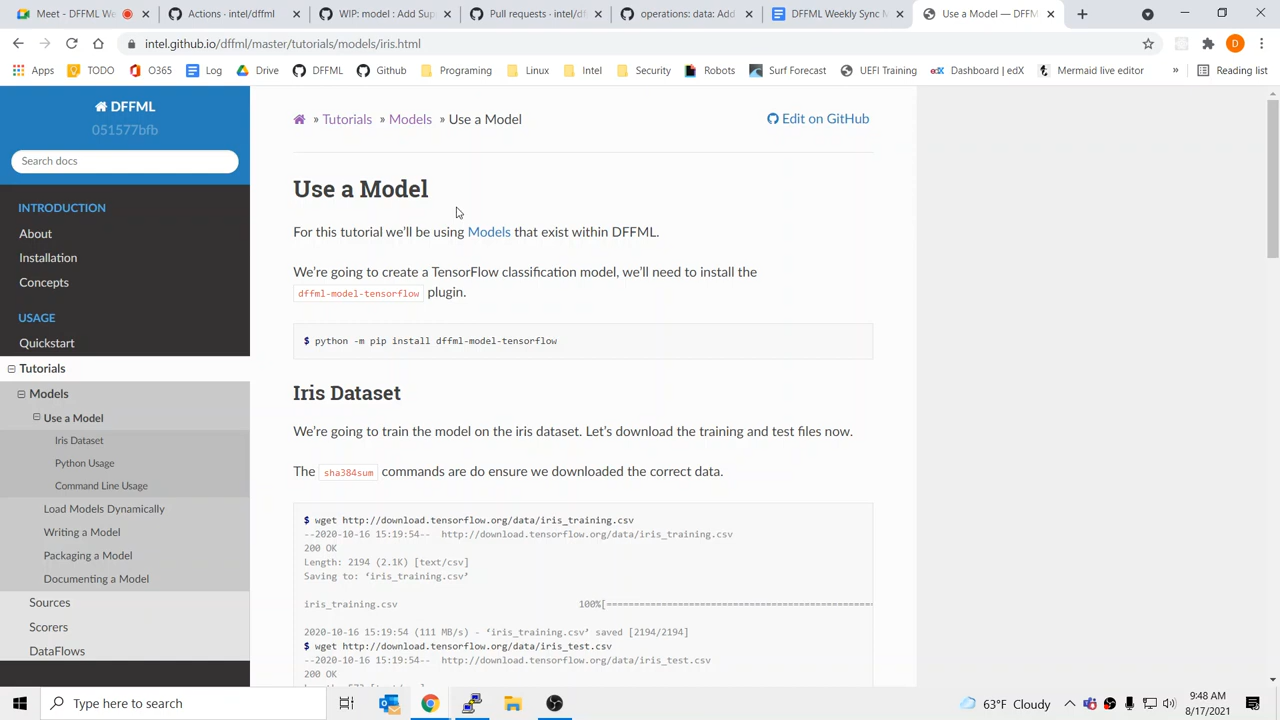 Meet - DFFML We
Actions - intel/dffml
WIP: model : Add Sup
Pull requests - intel/df
operations: data: Add
DFFML Weekly Sync M
Use a Model — DFFM
intel.github.io/dffml/master/tutorials/models/iris.html
D
Apps
TODO
O365
Log
Drive
DFFML
Github
Programing
Linux
Intel
Security
Robots
Surf Forecast
UEFI Training
edX
Dashboard | edX
Mermaid live editor
»
Reading list
DFFML
051577bfb
Search docs
INTRODUCTION
About
Installation
Concepts
USAGE
Quickstart
Tutorials
Models
Use a Model
Iris Dataset
Python Usage
Command Line Usage
Load Models Dynamically
Writing a Model
Packaging a Model
Documenting a Model
Sources
Scorers
DataFlows
» Tutorials » Models » Use a Model
Edit on GitHub
Use a Model
For this tutorial we’ll be using Models that exist within DFFML.
We’re going to create a TensorFlow classification model, we’ll need to install the
dffml-model-tensorflow plugin.
$ python -m pip install dffml-model-tensorflow
Iris Dataset
We’re going to train the model on the iris dataset. Let’s download the training and test files now.
The sha384sum commands are do ensure we downloaded the correct data.
$ wget http://download.tensorflow.org/data/iris_training.csv
--2020-10-16 15:19:54-- http://download.tensorflow.org/data/iris_training.csv
200 OK
Length: 2194 (2.1K) [text/csv]
Saving to: ‘iris_training.csv’
iris_training.csv 100%[=============================================
2020-10-16 15:19:54 (111 MB/s) - ‘iris_training.csv’ saved [2194/2194]
$ wget http://download.tensorflow.org/data/iris_test.csv
--2020-10-16 15:19:54-- http://download.tensorflow.org/data/iris_test.csv
200 OK
Type here to search
63°F Cloudy
9:48 AM
8/17/2021